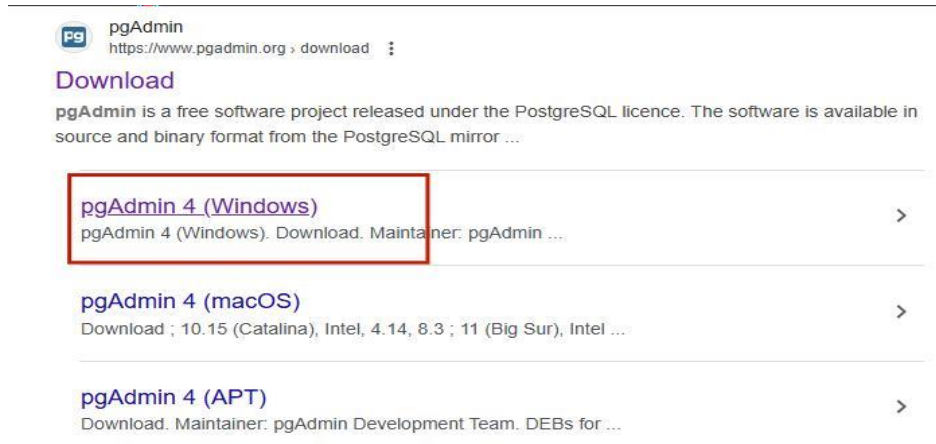 Pg
pgAdmin
https://www.pgadmin.org › download
Download
pgAdmin is a free software project released under the PostgreSQL licence. The software is available in
source and binary format from the PostgreSQL mirror ...
pgAdmin 4 (Windows)
pgAdmin 4 (Windows). Download. Maintainer: pgAdmin ...
pgAdmin 4 (macOS)
Download ; 10.15 (Catalina), Intel, 4.14, 8.3 ; 11 (Big Sur), Intel ...
pgAdmin 4 (APT)
Download. Maintainer: pgAdmin Development Team. DEBs for ...